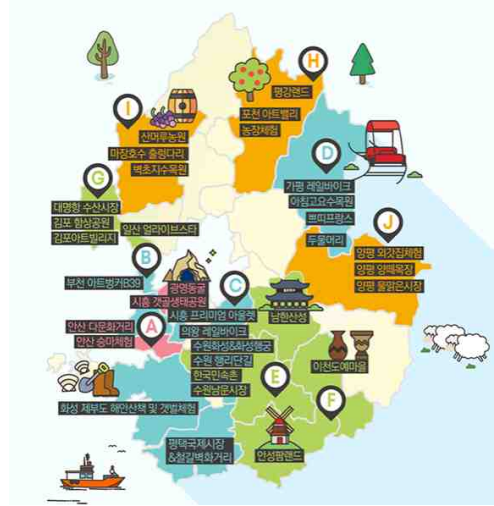 H
평강랜드
포천 아트밸리
농장체험
I
산머루농원
마장호수 출렁다리
벽초지수목원
D
가평 레일바이크
아침고요수목원
쁘띠프랑스
두물머리
G
대명항 수산시장
김포 함상공원
김포아트빌리지
일산 얼라이브스타
J
양평 외갓집체험
양평 양떼목장
양평 물맑은시장
B
부천 아트벙커B39
광명동굴
시흥 갯골생태공원
C
시흥 프리미엄 아울렛
의왕 레일바이크
수원화성&화성행궁
수원 행리단길
한국민속촌
수원남문시장
남한산성
A
안산 다문화거리
안산 승마체험
이천도예마을
E
F
화성 제부도 해안산책 및 갯벌체험
평택국제시장
&철길벽화거리
안성팜랜드